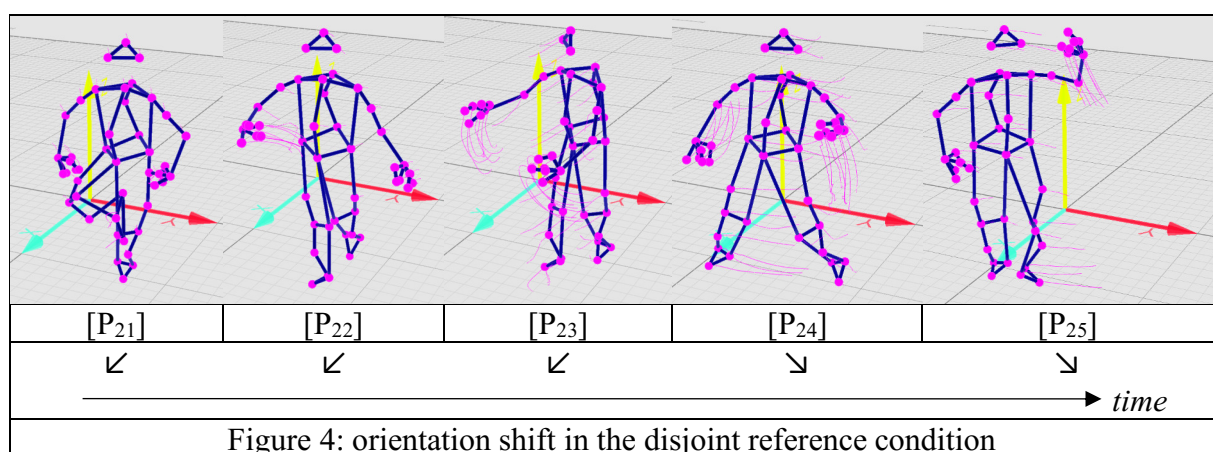 [P₂₁] [P₂₂] [P₂₃] [P₂₄] [P₂₅]
↙ ↙ ↙ ↘ ↘
time
Figure 4: orientation shift in the disjoint reference condition